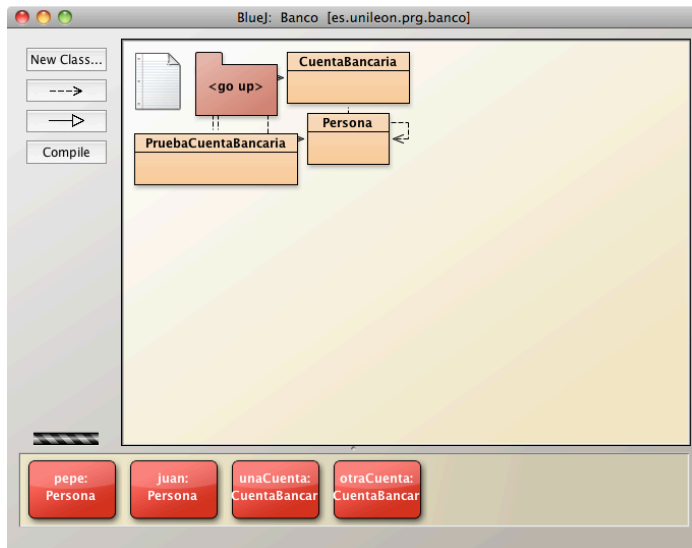 BlueJ: Banco [es.unileon.prg.banco]
New Class...
Compile
<go up>
CuentaBancaria
Persona
PruebaCuentaBancaria
pepe:
Persona
juan:
Persona
unaCuenta:
CuentaBancar
otraCuenta:
CuentaBancar